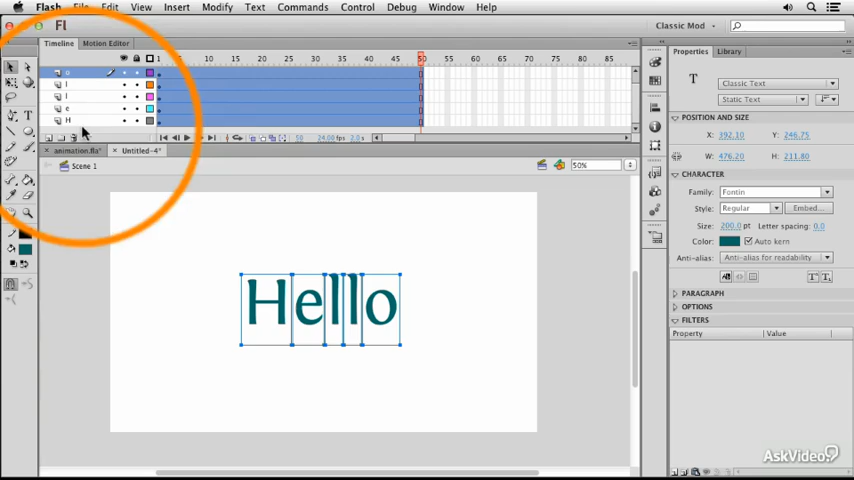 Flash File Edit View Insert Modify Text Commands Control Debug Window Help
Fl Classic Mod
Timeline Motion Editor
1 5 10 15 20 25 30 35 40 45 50 55 60 65 70 75 80 85
o
l
l
e
H
50 24.00 fps 2.0 s
animation.fla* Untitled-4*
Scene 1 50%
Hello
Properties Library
T Classic Text
Static Text
POSITION AND SIZE
X: 392.10 Y: 246.75
W: 476.20 H: 211.80
CHARACTER
Family: Fontin
Style: Regular Embed...
Size: 200.0 pt Letter spacing: 0.0
Color: Auto kern
Anti-alias: Anti-alias for readability
PARAGRAPH
OPTIONS
FILTERS
Property Value
AskVideo